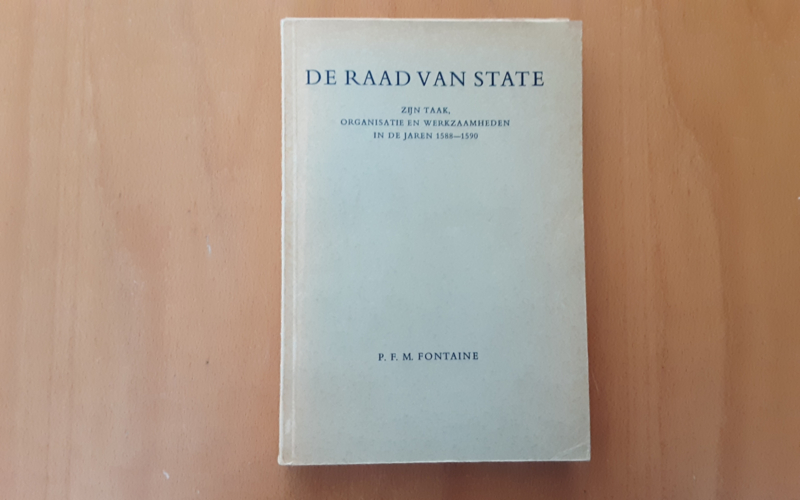 DE RAAD VAN STATE
ZIJN TAAK,
ORGANISATIE EN WERKZAAMHEDEN
IN DE JAREN 1588—1590
P. F. M. FONTAINE